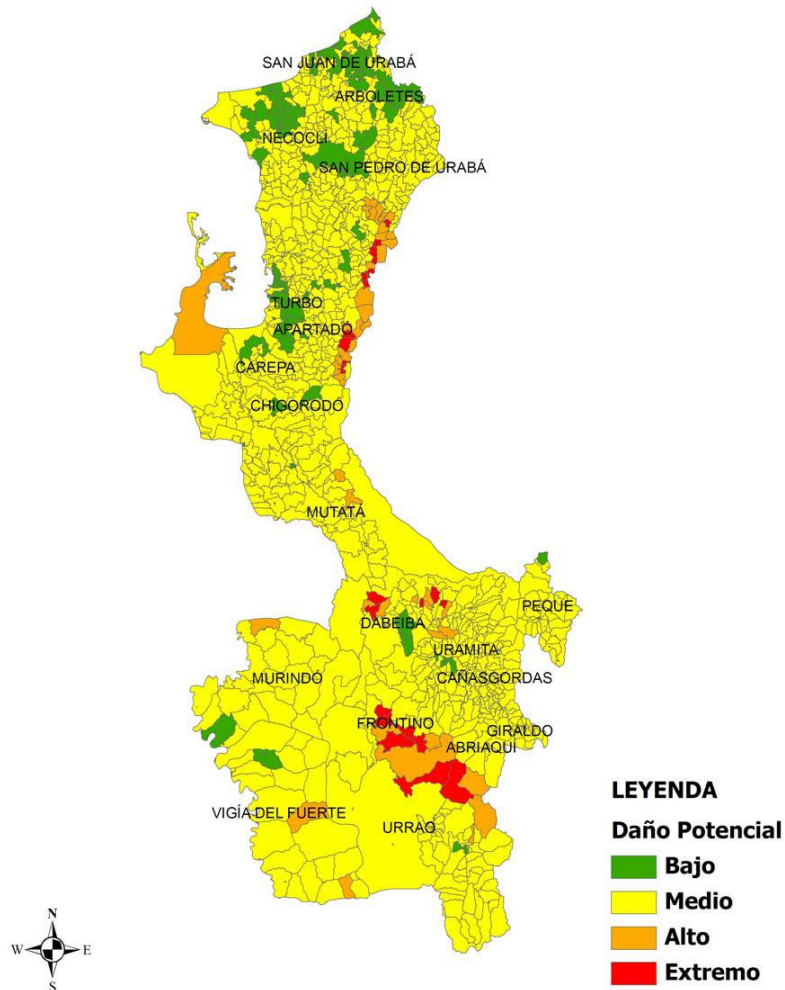 SAN JUAN DE URABÁ
ARBOLETES
NECOCLÍ
SAN PEDRO DE URABÁ
TURBO
APARTADÓ
CAREPA
CHIGORODÓ
MUTATÁ
PEQUE
DABEIBA
URAMITA
MURINDÓ
CAÑASGORDAS
FRONTINO
GIRALDO
ABRIAQUÍ
VIGÍA DEL FUERTE
URRAO
LEYENDA
Daño Potencial
Bajo
Medio
Alto
Extremo
N
W
E
S